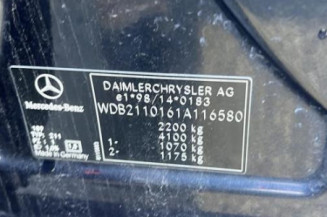 DAIMLERCHRYSLER AG
e1*98/14*0183
WDB2110161A116580
2200 kg
4100 kg
1- 1070 kg
2- 1175 kg
Mercedes-Benz
211
Made in Germany